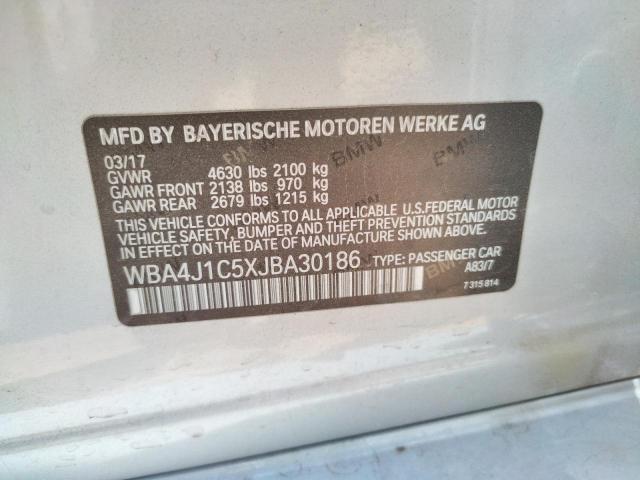 MFD BY BAYERISCHE MOTOREN WERKE AG
03/17
GVWR 4630 lbs 2100 kg
GAWR FRONT 2138 lbs 970 kg
GAWR REAR 2679 lbs 1215 kg
THIS VEHICLE CONFORMS TO ALL APPLICABLE U.S.FEDERAL MOTOR
VEHICLE SAFETY, BUMPER AND THEFT PREVENTION STANDARDS
IN EFFECT ON THE DATE OF MANUFACTURE SHOWN ABOVE.
WBA4J1C5XJBA30186 TYPE: PASSENGER CAR
A83/7
7 315 814